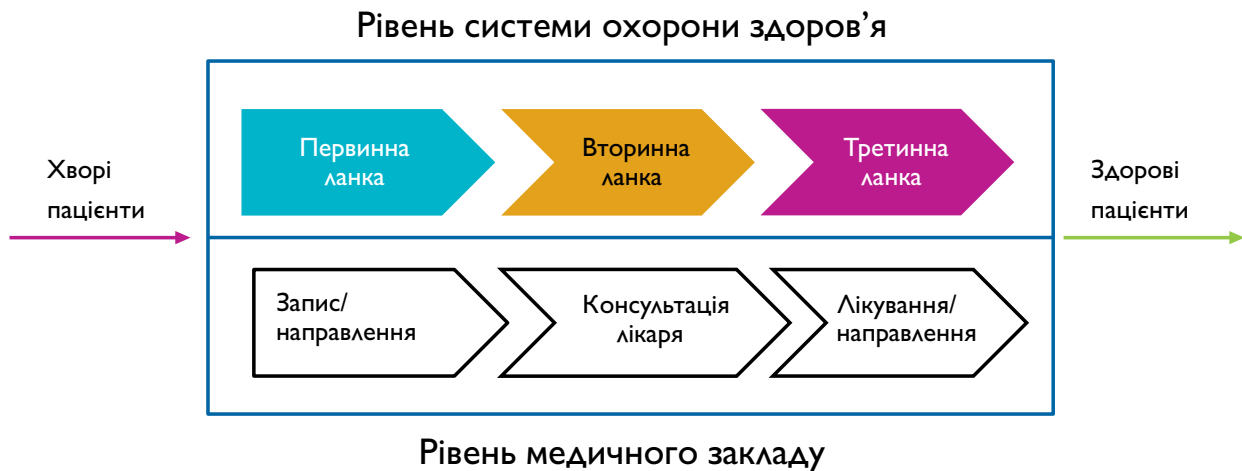 Рівень системи охорони здоров’я
Хворі
пацієнти
Первинна
ланка
Вторинна
ланка
Третинна
ланка
Здорові
пацієнти
Запис/
направлення
Консультація
лікаря
Лікування/
направлення
Рівень медичного закладу